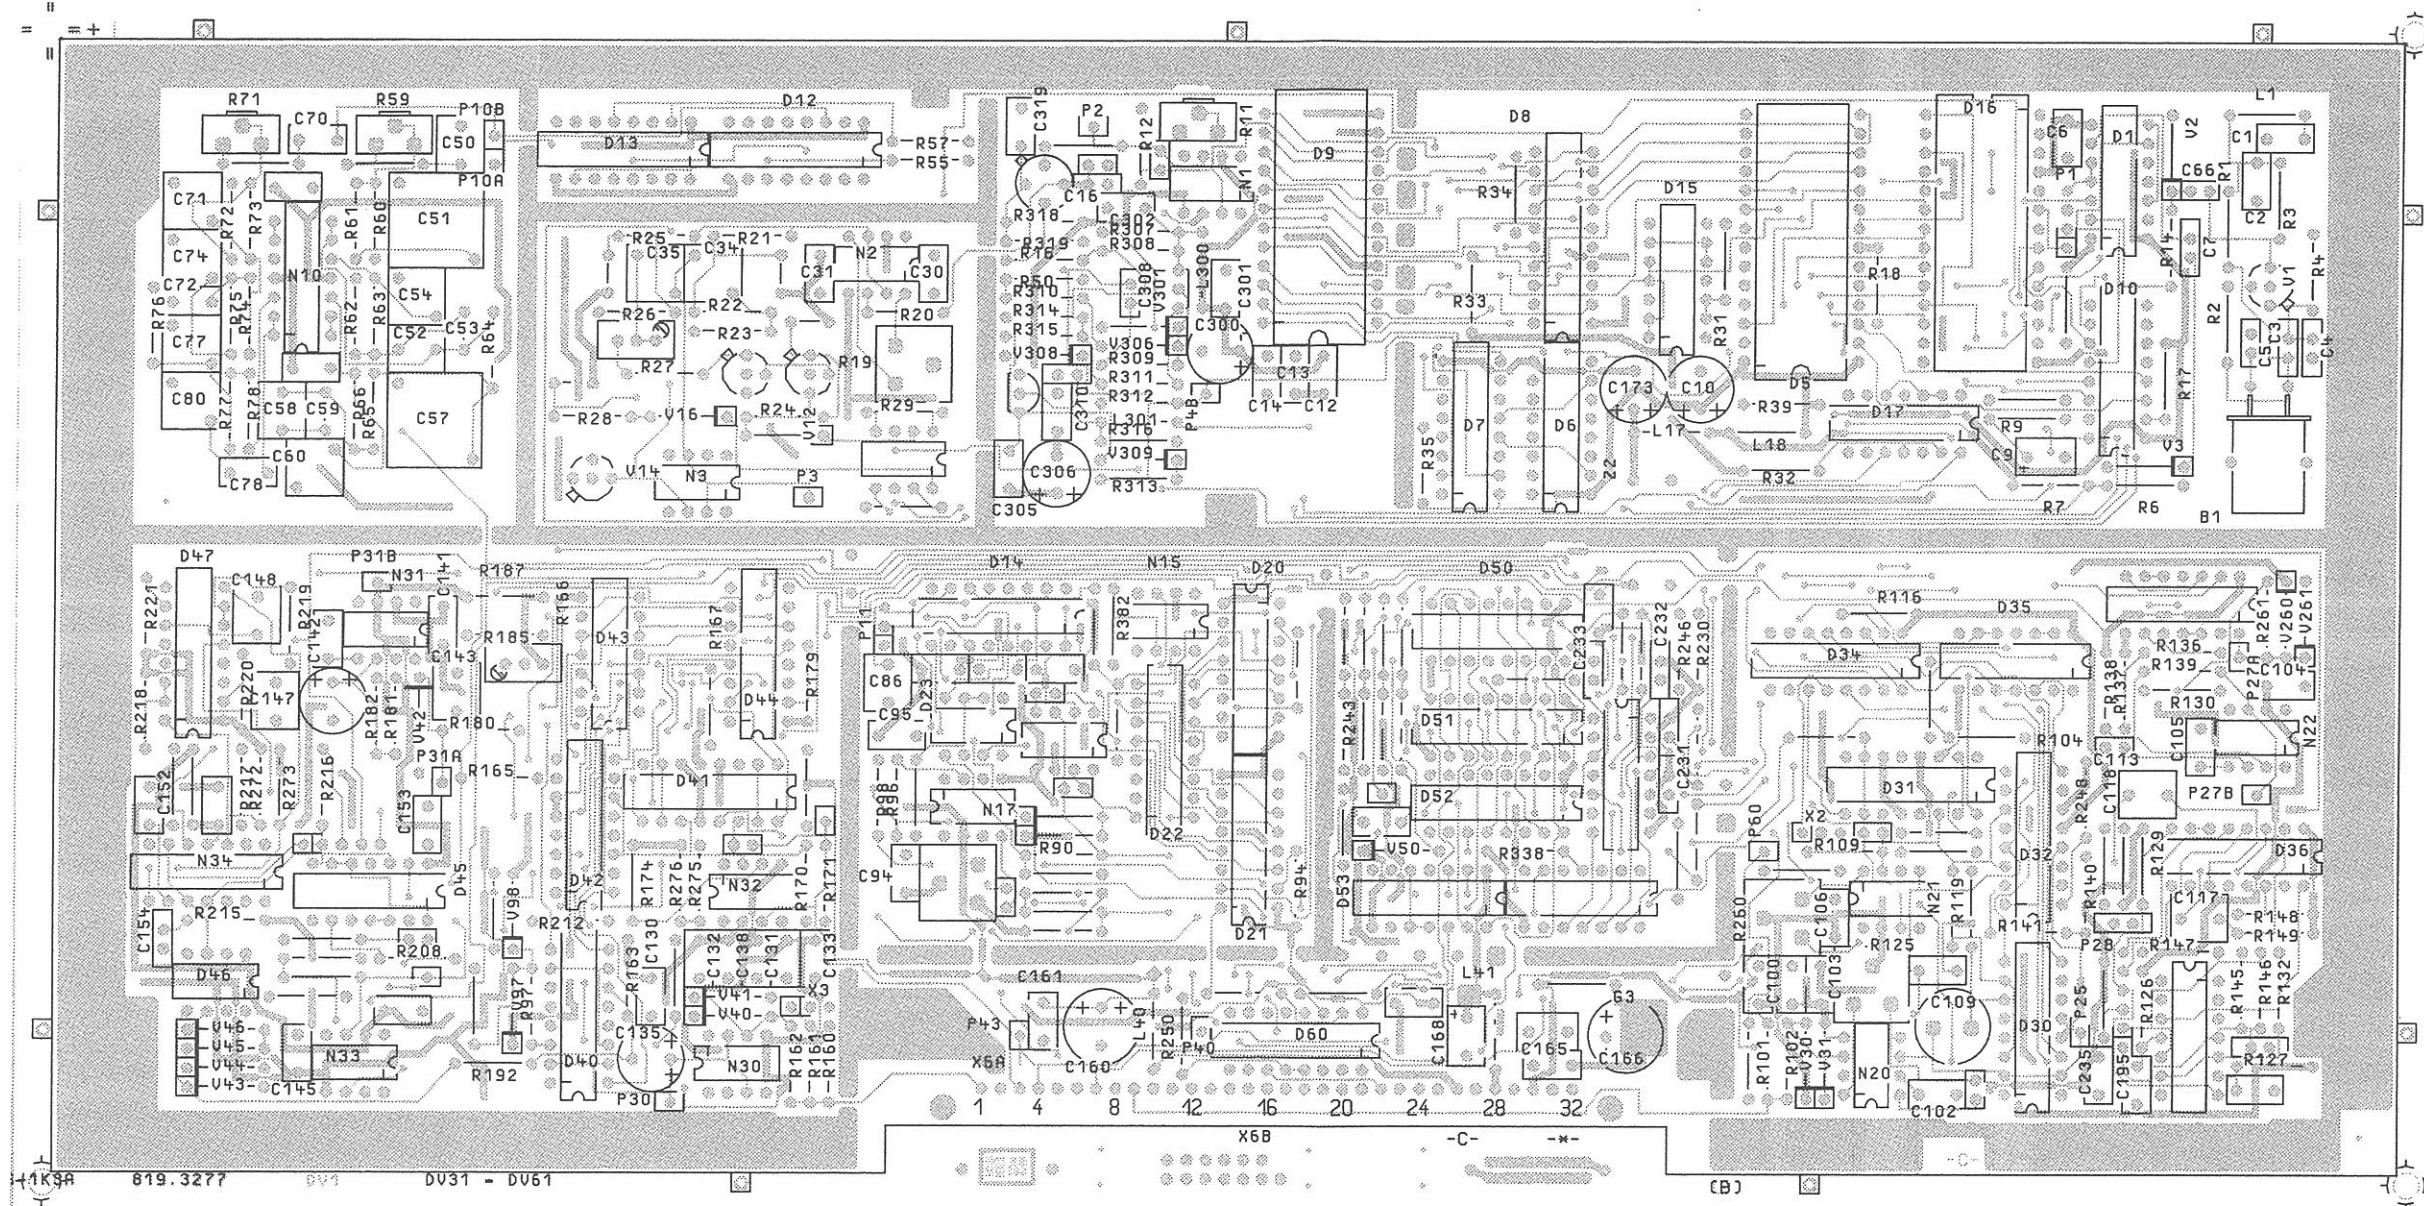 R71 R59 P10B D12 C319 P2 R12 R11 D8 D16 C6 D1 V2 L1
C70 C50 D13 R57 R55 D9 C1
P10A N1 R34 D15 P1 C66 R1
C71 R72 R73 R61 R60 C51 C16 C2 R3
R318 C302 R307
C74 N10 R25 C35 C34 R21 N2 R319 R16 R308 L300 R14 C7 R4
C31 C30 R50 C308 V301 C301 R18 D10 V1
C72 R76 R75 R74 R62 R63 C54 R22 R310 R33 R2
R26 R23 R20 R314 R31
C77 C52 C53 R64 R315 V306 C300
R27 R19 V308 R309 C5 C3 C4
C80 R77 R78 C58 C59 R66 R65 C57 R311 C13 C173 C10 D5 R17
R28 V16 R24 V12 R29 C310 R312 P4B C14 C12 R39 D17
L301 R316 R35 D7 D6 L17 L18 R9 V3
C60 V14 N3 P3 C306 V309 Z2 R32 C9
C78 C305 R313 R7 R6 B1
D47 P31B N31 C141 R187 R166 D14 N15 D20 D50
C148 R219 R221 R167 P11 R382 R116 D35 R261 V260 V261
C142 R185 D43 C233 C232 R246 R230
C143 D34 R136 R139 P27A C104
R218 R220 C147 R182 R181 V42 R180 D44 R179 C86 D23 R138 R137 R130
C95 R243 D51 C105 N22
P31A R165 R104 C113
C152 R217 R272 R273 R216 D41 C231 D31 C118
C153 R98 R96 N17 D52 R248 P27B
D22 P60 X2
R90 V50 R338 R109 R129 D36
N34 D42 R174 R276 R275 N32 R170 R171 C94 R94 D53 D32
D45 V98 N21 R119 R140 C117
C154 R215 R212 C130 D21 R260 C106 R141 R148
R208 R163 C132 C138 C131 C133 R125 P28 R147 R149
D46 C161 L41 C100 C103
V97 R97 V41 X3 G3 C109 R145 R146 R132
V40 P25 R126
V46 C135 P43 L40 R250 D60 C168 D30
V45 N33 P40 C165 C166 R101 R102 V30 V31
V44 D40 N30 R162 R161 R160 X6A C160 R127
V43 C145 R192 N20 C235 C195
P30 C102
1 4 8 12 16 20 24 28 32
X6B -C- -*- -C-
819.3277 DV1 DV31 - DV61 (B)